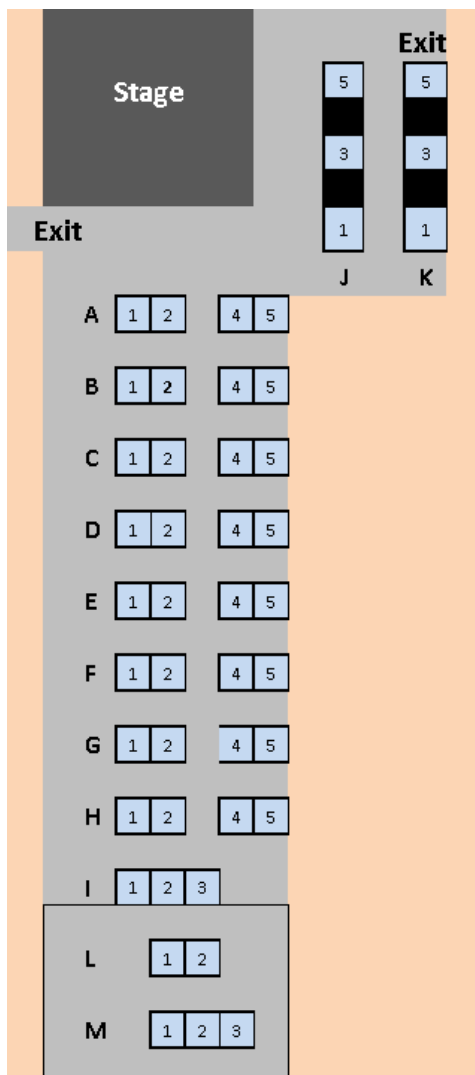 Exit
Stage
5 5
3 3
Exit
1 1
J K
A 1 2 4 5
B 1 2 4 5
C 1 2 4 5
D 1 2 4 5
E 1 2 4 5
F 1 2 4 5
G 1 2 4 5
H 1 2 4 5
I 1 2 3
L 1 2
M 1 2 3